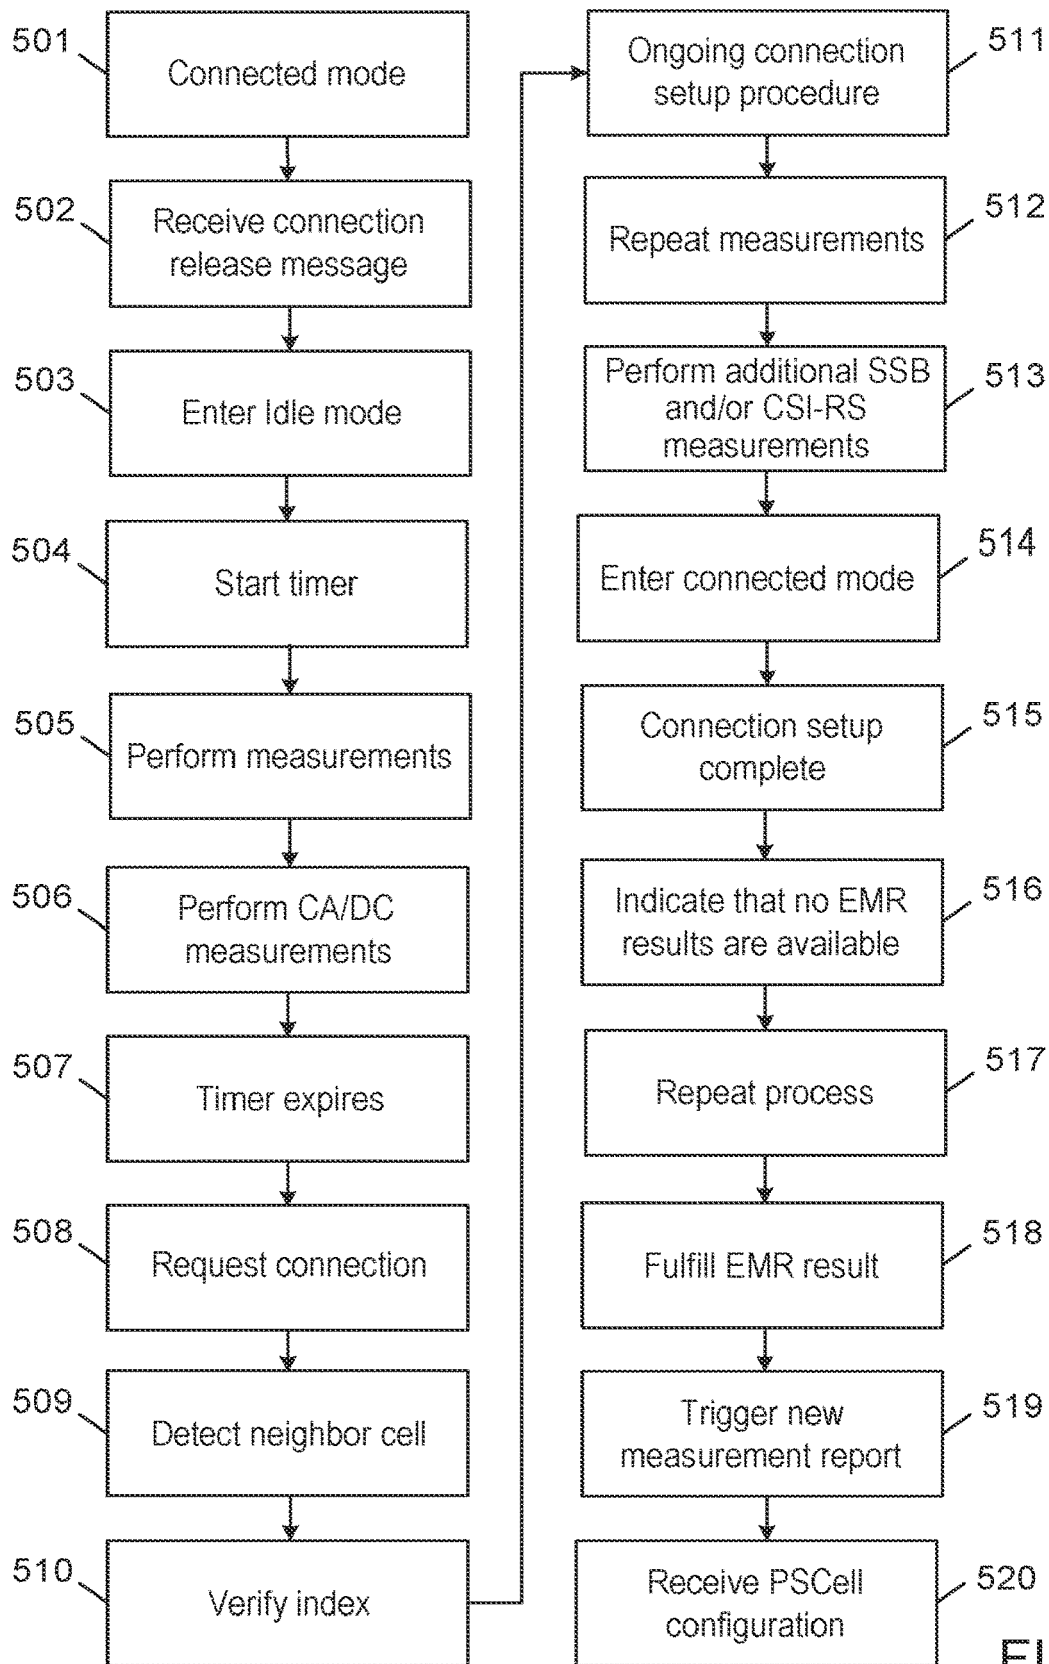 501
Connected mode
502
Receive connection
release message
503
Enter Idle mode
504
Start timer
505
Perform measurements
506
Perform CA/DC
measurements
507
Timer expires
508
Request connection
509
Detect neighbor cell
510
Verify index
511
Ongoing connection
setup procedure
512
Repeat measurements
513
Perform additional SSB
and/or CSI-RS
measurements
514
Enter connected mode
515
Connection setup
complete
516
Indicate that no EMR
results are available
517
Repeat process
518
Fulfill EMR result
519
Trigger new
measurement report
520
Receive PSCell
configuration